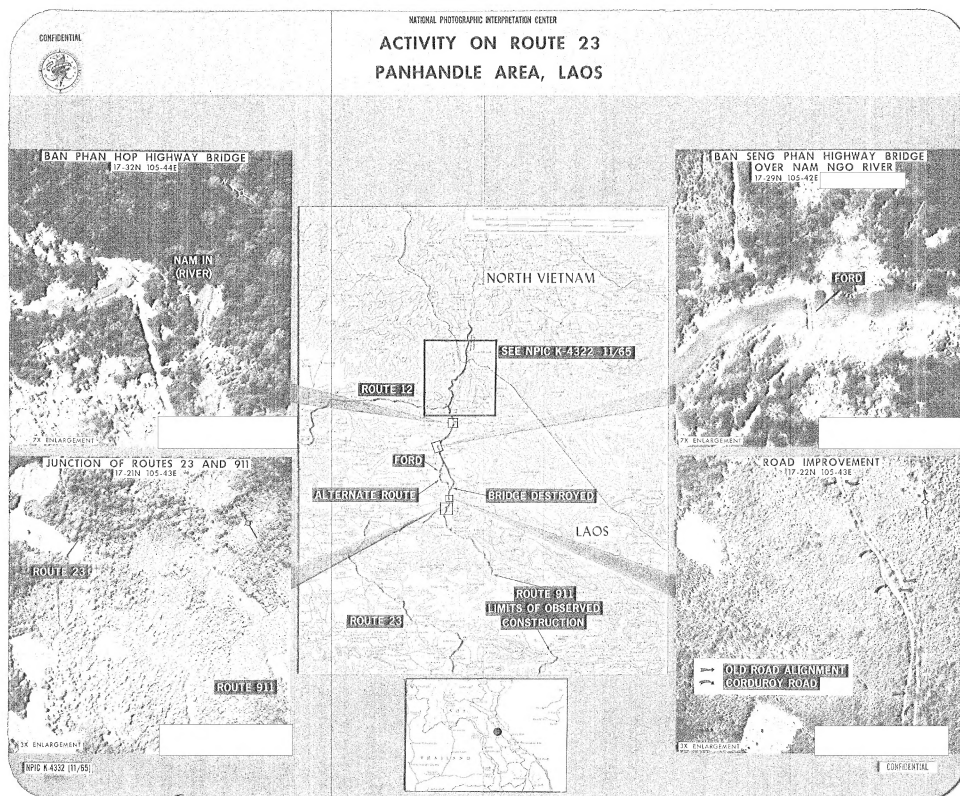 NATIONAL PHOTOGRAPHIC INTERPRETATION CENTER
CONFIDENTIAL
ACTIVITY ON ROUTE 23
PANHANDLE AREA, LAOS
BAN PHAN HOP HIGHWAY BRIDGE
17-32N 105-44E
NAM IN
(RIVER)
7X ENLARGEMENT
BAN SENG PHAN HIGHWAY BRIDGE
OVER NAM NGO RIVER
17-29N 105-42E
FORD
7X ENLARGEMENT
NORTH VIETNAM
SEE NPIC K-4322 11/65
ROUTE 12
FORD
ALTERNATE ROUTE
BRIDGE DESTROYED
LAOS
ROUTE 911
LIMITS OF OBSERVED
CONSTRUCTION
ROUTE 23
JUNCTION OF ROUTES 23 AND 911
17-21N 105-43E
ROUTE 23
ROUTE 911
3X ENLARGEMENT
ROAD IMPROVEMENT
17-22N 105-43E
OLD ROAD ALIGNMENT
CORDUROY ROAD
3X ENLARGEMENT
THAILAND
NPIC K-4332 (11/65)
CONFIDENTIAL